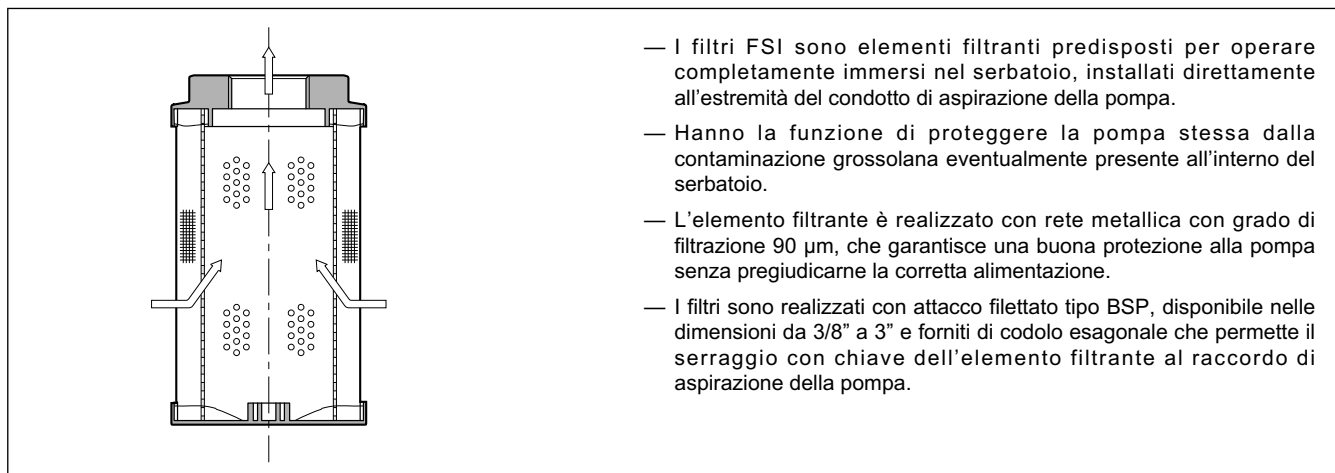 — I filtri FSI sono elementi filtranti predisposti per operare
completamente immersi nel serbatoio, installati direttamente
all’estremità del condotto di aspirazione della pompa.
— Hanno la funzione di proteggere la pompa stessa dalla
contaminazione grossolana eventualmente presente all’interno del
serbatoio.
— L’elemento filtrante è realizzato con rete metallica con grado di
filtrazione 90 µm, che garantisce una buona protezione alla pompa
senza pregiudicarne la corretta alimentazione.
— I filtri sono realizzati con attacco filettato tipo BSP, disponibile nelle
dimensioni da 3/8” a 3” e forniti di codolo esagonale che permette il
serraggio con chiave dell’elemento filtrante al raccordo di
aspirazione della pompa.